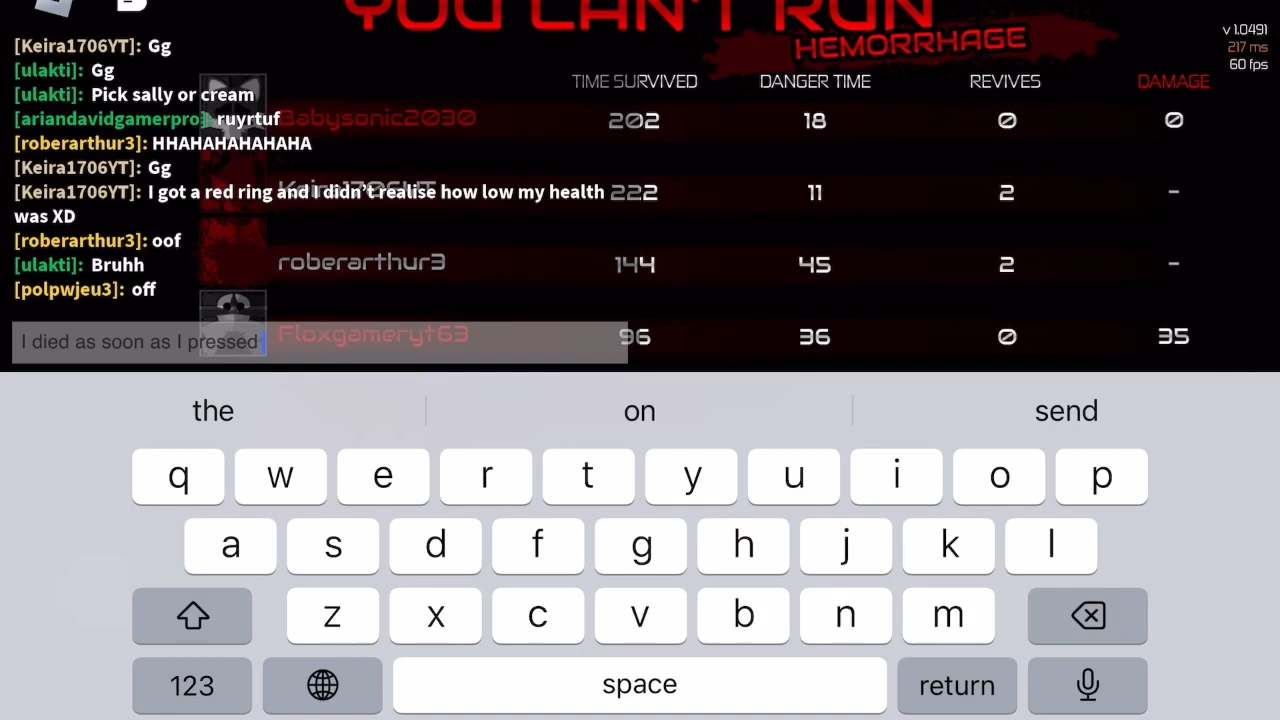 YOU CAN'T RUN
HEMORRHAGE
v 1.0491
217 ms
60 fps
[Keira1706YT]: Gg
[ulakti]: Gg
[ulakti]: Pick sally or cream
[ariandavidgamerpro]: ruyrtuf
[roberarthur3]: HHAHAHAHAHAHA
[Keira1706YT]: Gg
[Keira1706YT]: I got a red ring and I didn't realise how low my health
was XD
[roberarthur3]: oof
[ulakti]: Bruhh
[polpwjeu3]: off
TIME SURVIVED DANGER TIME REVIVES DAMAGE
Babysonic2030 202 18 0 0
Keira1706YT 222 11 2 -
roberarthur3 144 45 2 -
Floxgameryt63 96 36 0 35
I died as soon as I pressed
the on send
q w e r t y u i o p
a s d f g h j k l
z x c v b n m
123 space return